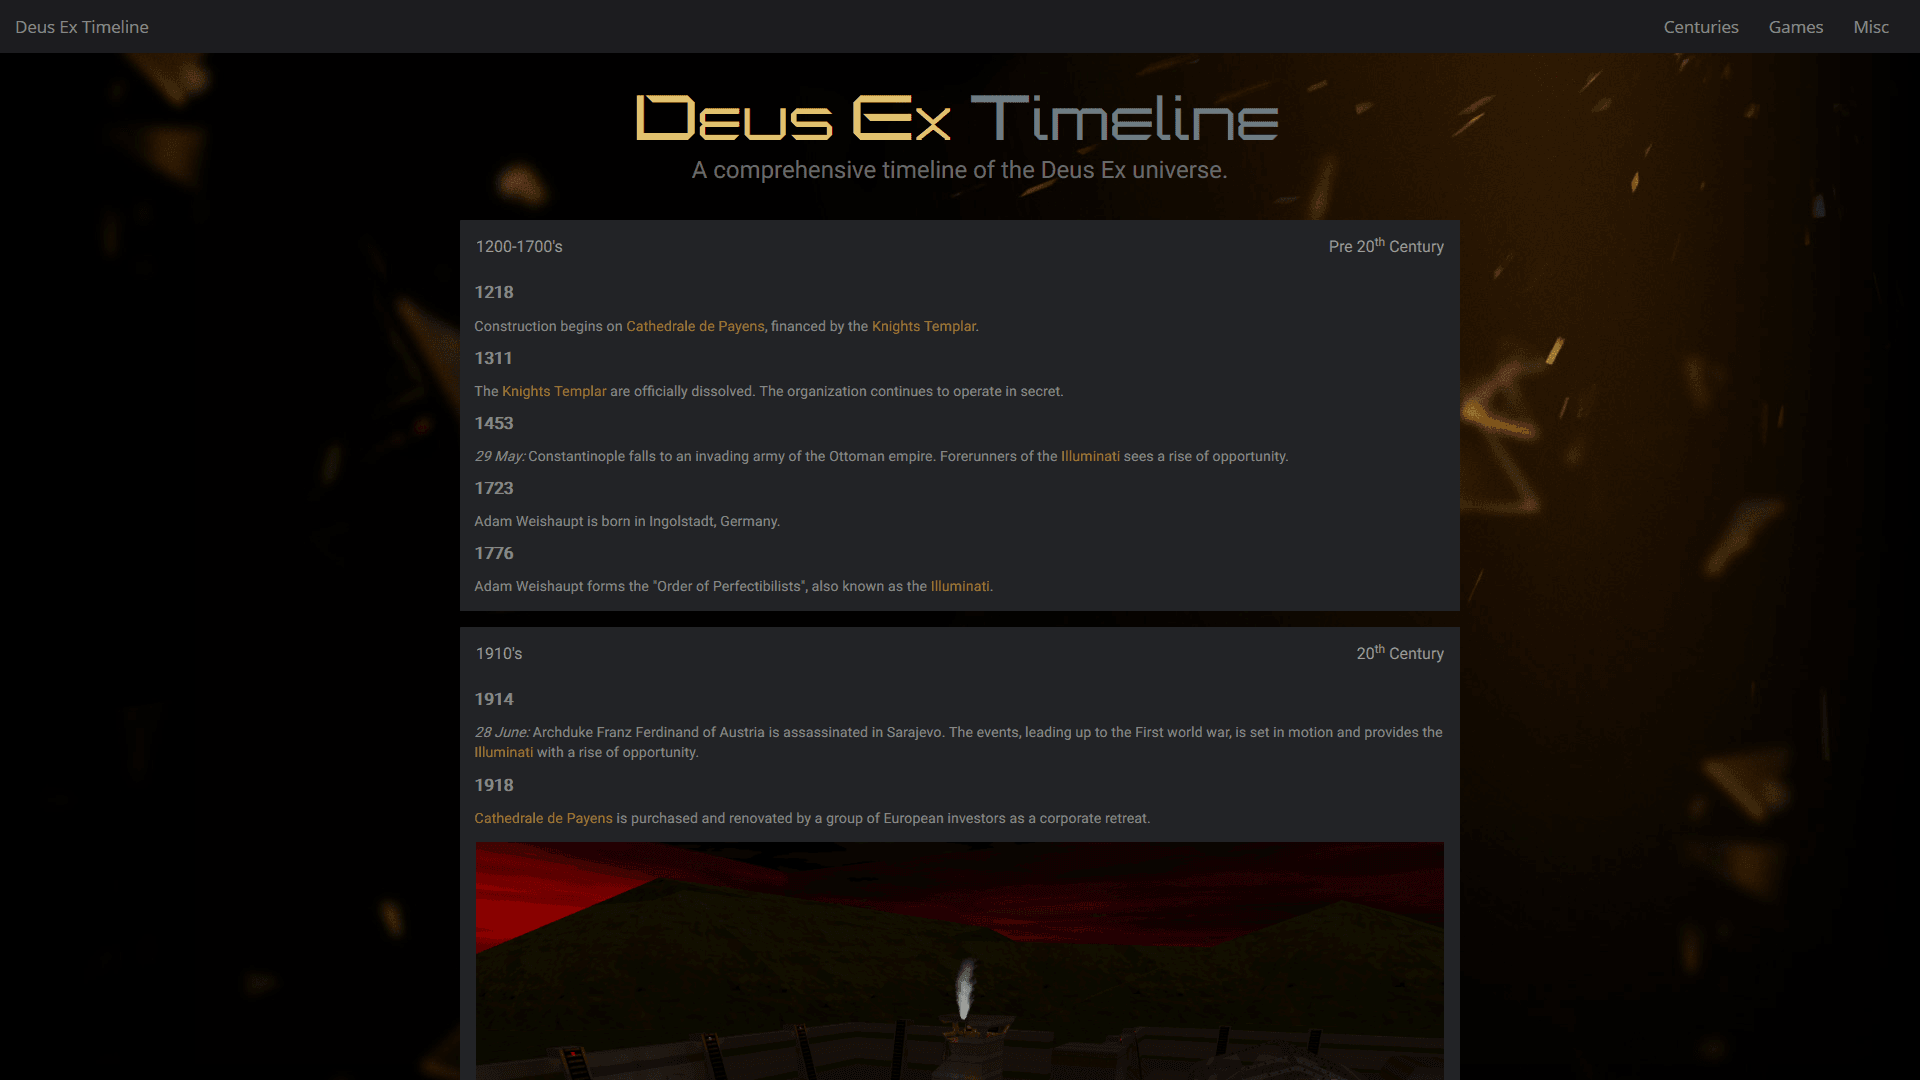 Deus Ex Timeline
Centuries Games Misc
Deus Ex Timeline
A comprehensive timeline of the Deus Ex universe.
1200-1700's Pre 20th Century
1218
Construction begins on Cathedrale de Payens, financed by the Knights Templar.
1311
The Knights Templar are officially dissolved. The organization continues to operate in secret.
1453
29 May: Constantinople falls to an invading army of the Ottoman empire. Forerunners of the Illuminati sees a rise of opportunity.
1723
Adam Weishaupt is born in Ingolstadt, Germany.
1776
Adam Weishaupt forms the "Order of Perfectibilists", also known as the Illuminati.
1910's 20th Century
1914
28 June: Archduke Franz Ferdinand of Austria is assassinated in Sarajevo. The events, leading up to the First world war, is set in motion and provides the
Illuminati with a rise of opportunity.
1918
Cathedrale de Payens is purchased and renovated by a group of European investors as a corporate retreat.